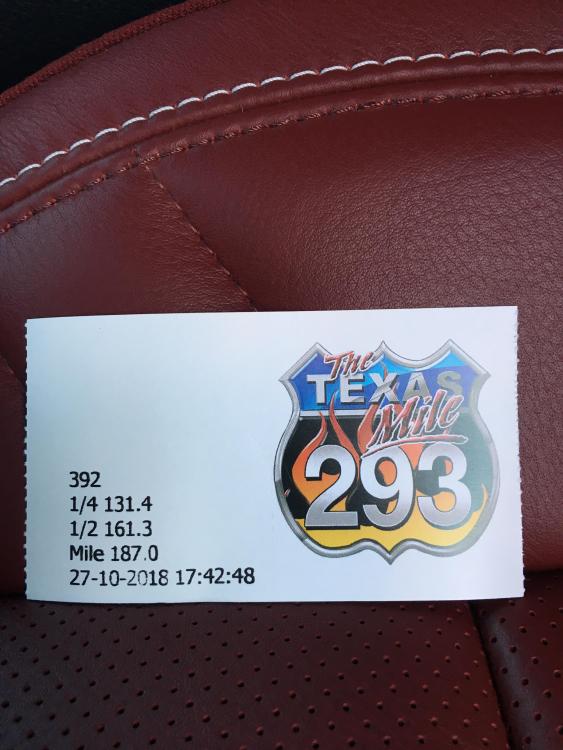 392
1/4 131.4
1/2 161.3
Mile 187.0
27-10-2018 17:42:48
The
TEXAS
Mile
293